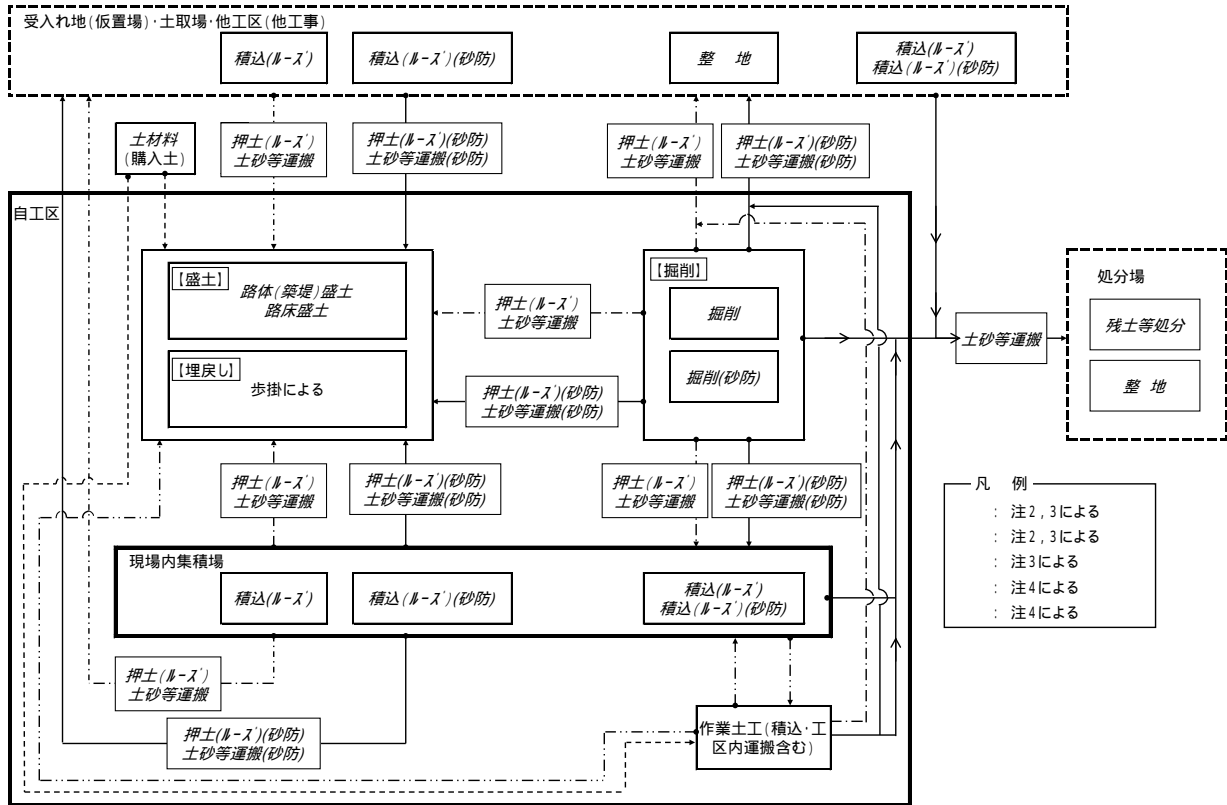 受入れ地(仮置場)･土取場･他工区(他工事)
積込(ﾙｰｽﾞ)
積込(ﾙｰｽﾞ)(砂防)
整　地
積込(ﾙｰｽﾞ)
積込(ﾙｰｽﾞ)(砂防)
土材料
(購入土)
押土(ﾙｰｽﾞ)
土砂等運搬
押土(ﾙｰｽﾞ)(砂防)
土砂等運搬(砂防)
押土(ﾙｰｽﾞ)
土砂等運搬
押土(ﾙｰｽﾞ)(砂防)
土砂等運搬(砂防)
自工区
【盛土】
路体(築堤)盛土
路床盛土
【埋戻し】
歩掛による
押土(ﾙｰｽﾞ)
土砂等運搬
押土(ﾙｰｽﾞ)(砂防)
土砂等運搬(砂防)
【掘削】
掘削
掘削(砂防)
土砂等運搬
処分場
残土等処分
整 地
押土(ﾙｰｽﾞ)
土砂等運搬
押土(ﾙｰｽﾞ)(砂防)
土砂等運搬(砂防)
押土(ﾙｰｽﾞ)
土砂等運搬
押土(ﾙｰｽﾞ)(砂防)
土砂等運搬(砂防)
凡　例
: 注2 , 3による
: 注2 , 3による
: 注3による
: 注4による
: 注4による
現場内集積場
積込(ﾙｰｽﾞ)
積込(ﾙｰｽﾞ)(砂防)
積込(ﾙｰｽﾞ)
積込(ﾙｰｽﾞ)(砂防)
押土(ﾙｰｽﾞ)
土砂等運搬
押土(ﾙｰｽﾞ)(砂防)
土砂等運搬(砂防)
作業土工(積込･工
区内運搬含む)